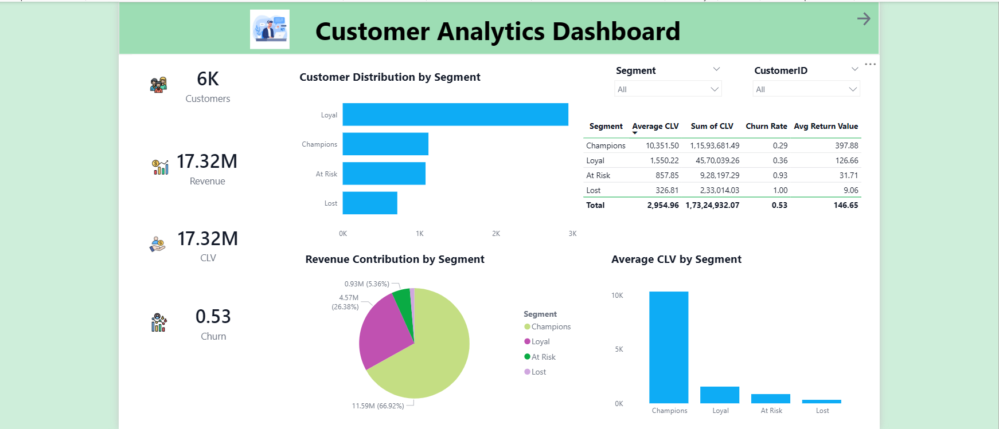 Customer Analytics Dashboard
6K
Customers
17.32M
Revenue
17.32M
CLV
0.53
Churn
Customer Distribution by Segment
Loyal
Champions
At Risk
Lost
0K 1K 2K 3K
Segment
All
CustomerID
All
Segment Average CLV Sum of CLV Churn Rate Avg Return Value
Champions 10,351.50 1,15,93,681.49 0.29 397.88
Loyal 1,550.22 45,70,039.26 0.36 126.66
At Risk 857.85 9,28,197.29 0.93 31.71
Lost 326.81 2,33,014.03 1.00 9.06
Total 2,954.96 1,73,24,932.07 0.53 146.65
Revenue Contribution by Segment
0.93M (5.36%)
4.57M
(26.38%)
11.59M (66.92%)
Segment
Champions
Loyal
At Risk
Lost
Average CLV by Segment
10K
5K
0K
Champions Loyal At Risk Lost